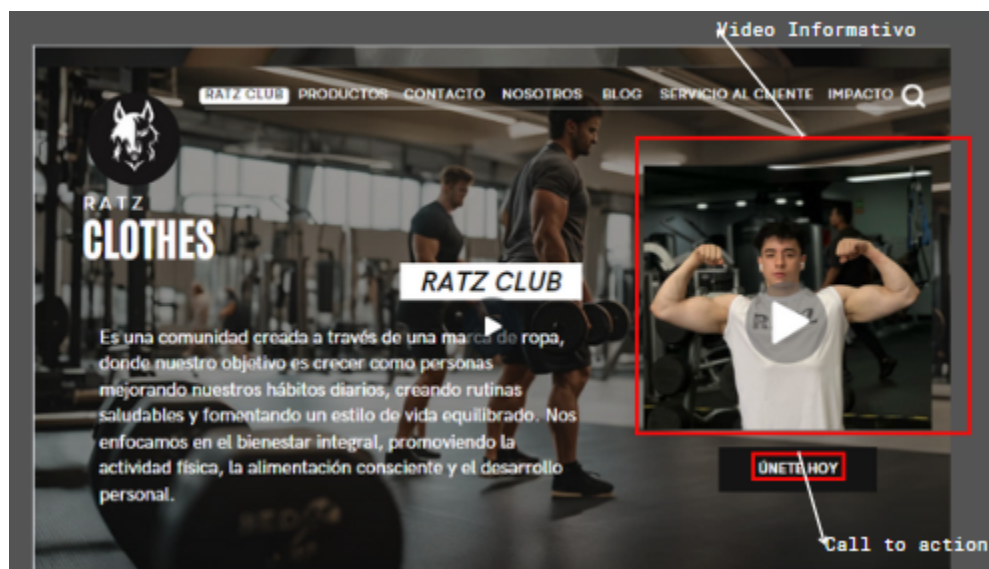 Video Informativo
RATZ CLUB PRODUCTOS CONTACTO NOSOTROS BLOG SERVICIO AL CLIENTE IMPACTO
RATZ
CLOTHES
RATZ CLUB
Es una comunidad creada a través de una marca de ropa,
donde nuestro objetivo es crecer como personas
mejorando nuestros hábitos diarios, creando rutinas
saludables y fomentando un estilo de vida equilibrado. Nos
enfocamos en el bienestar integral, promoviendo la
actividad física, la alimentación consciente y el desarrollo
personal.
ÚNETE HOY
Call to action